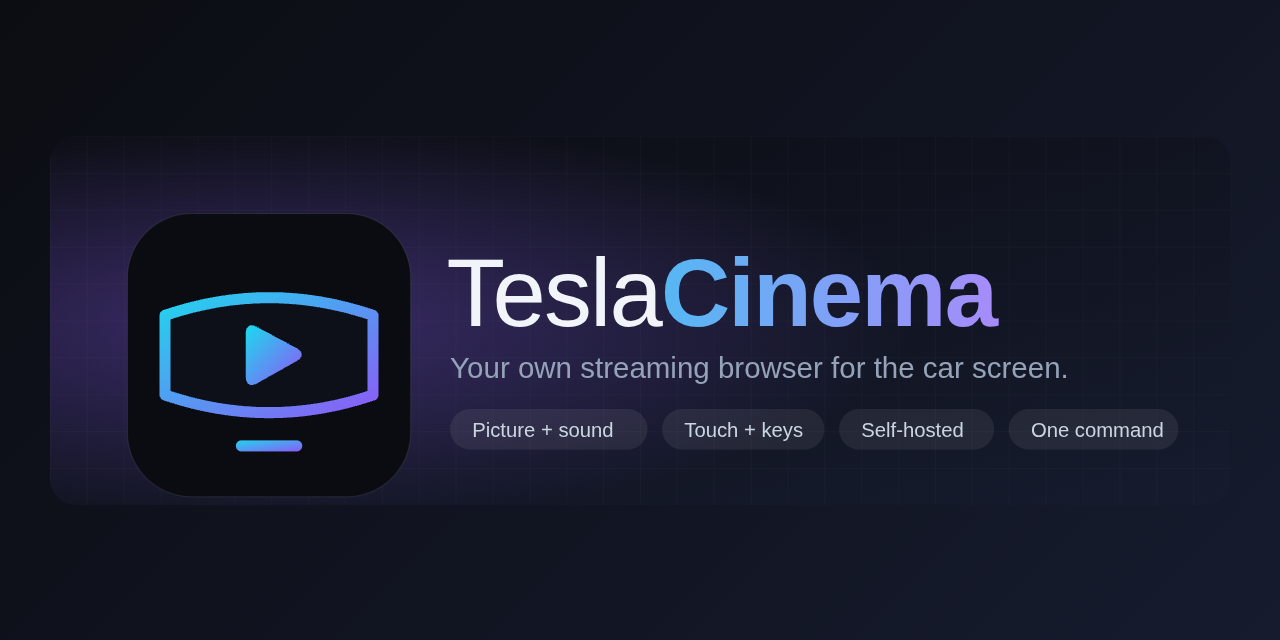 TeslaCinema
Your own streaming browser for the car screen.
Picture + sound Touch + keys Self-hosted One command